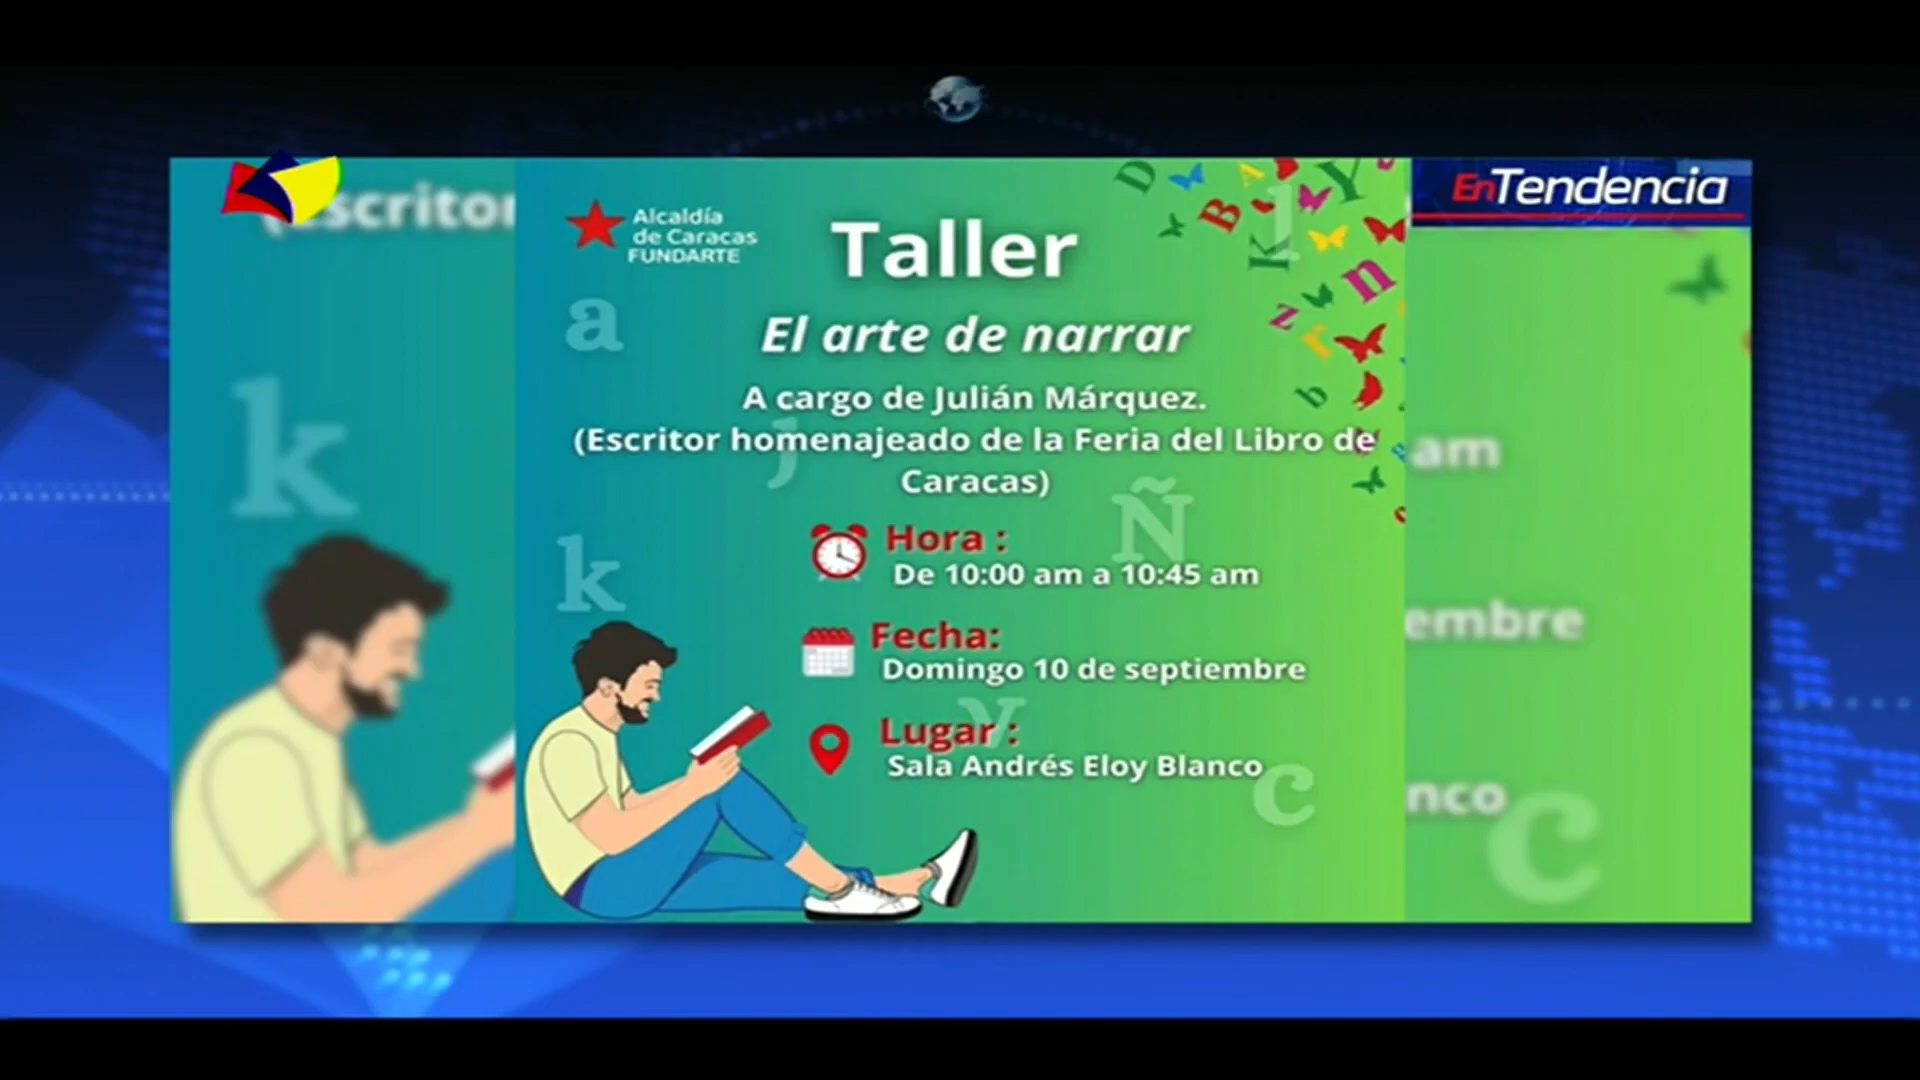 EnTendencia
Alcaldía
de Caracas
FUNDARTE
Taller
El arte de narrar
A cargo de Julián Márquez.
(Escritor homenajeado de la Feria del Libro de
Caracas)
Hora :
De 10:00 am a 10:45 am
Fecha:
Domingo 10 de septiembre
Lugar :
Sala Andrés Eloy Blanco